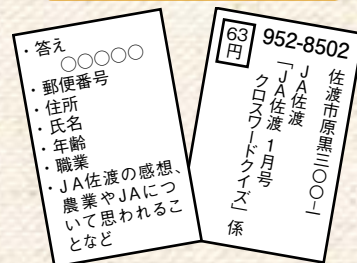 ・答え
○○○○○
・郵便番号
・住所
・氏名
・年齢
・職業
・JA佐渡の感想、
農業やJAにつ
いて思われるこ
となど
63
円
952-8502
佐渡市原黒三〇〇ー一
JA佐渡
「JA佐渡 1月号
クロスワードクイズ」係